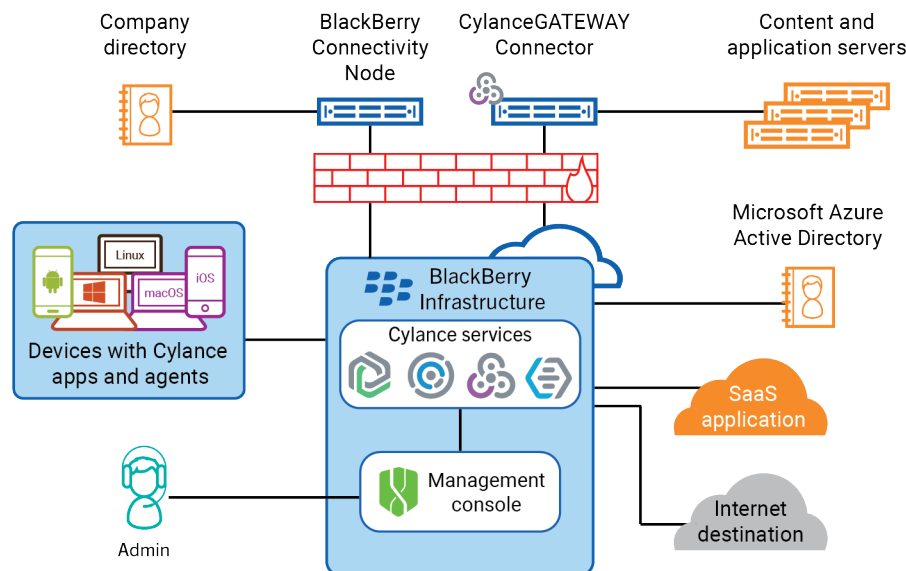 Company
directory
BlackBerry
Connectivity
Node
CylanceGATEWAY
Connector
Content and
application servers
Microsoft Azure
Active Directory
Linux
macOS
iOS
Devices with Cylance
apps and agents
BlackBerry
Infrastructure
Cylance services
SaaS
application
Management
console
Internet
destination
Admin